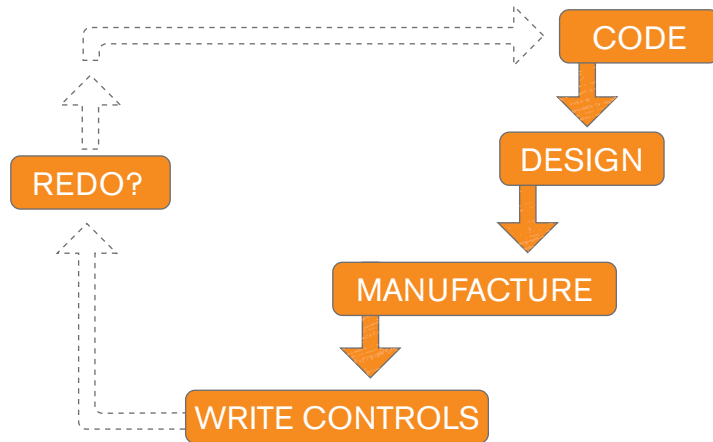 CODE
DESIGN
REDO?
MANUFACTURE
WRITE CONTROLS